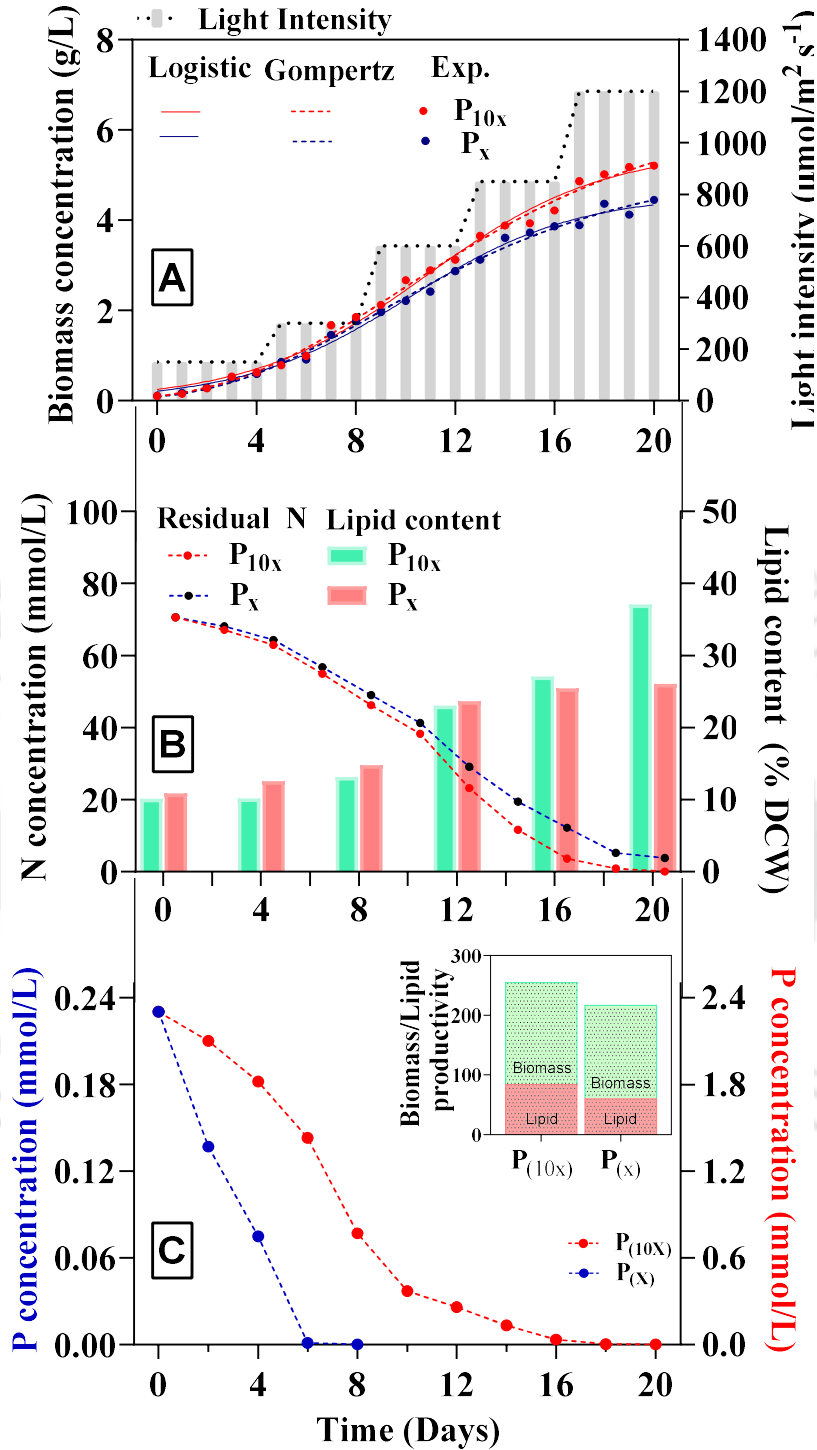 Light Intensity
Logistic Gompertz Exp.
P10x
Px
Biomass concentration (g/L)
8
6
4
2
0
A
Light intensity (μmol/m² s⁻¹)
1400
1200
1000
800
600
400
200
0
0 4 8 12 16 20
Residual N Lipid content
P10x P10x
Px Px
N concentration (mmol/L)
100
80
60
40
20
0
B
Lipid content (% DCW)
50
40
30
20
10
0
0 4 8 12 16 20
P concentration (mmol/L)
0.24
0.18
0.12
0.06
0.00
C
Biomass/Lipid
productivity
300
200
100
0
Biomass Biomass
Lipid Lipid
P(10x) P(x)
P(10X)
P(X)
P concentration (mmol/L)
2.4
1.8
1.2
0.6
0.0
0 4 8 12 16 20
Time (Days)